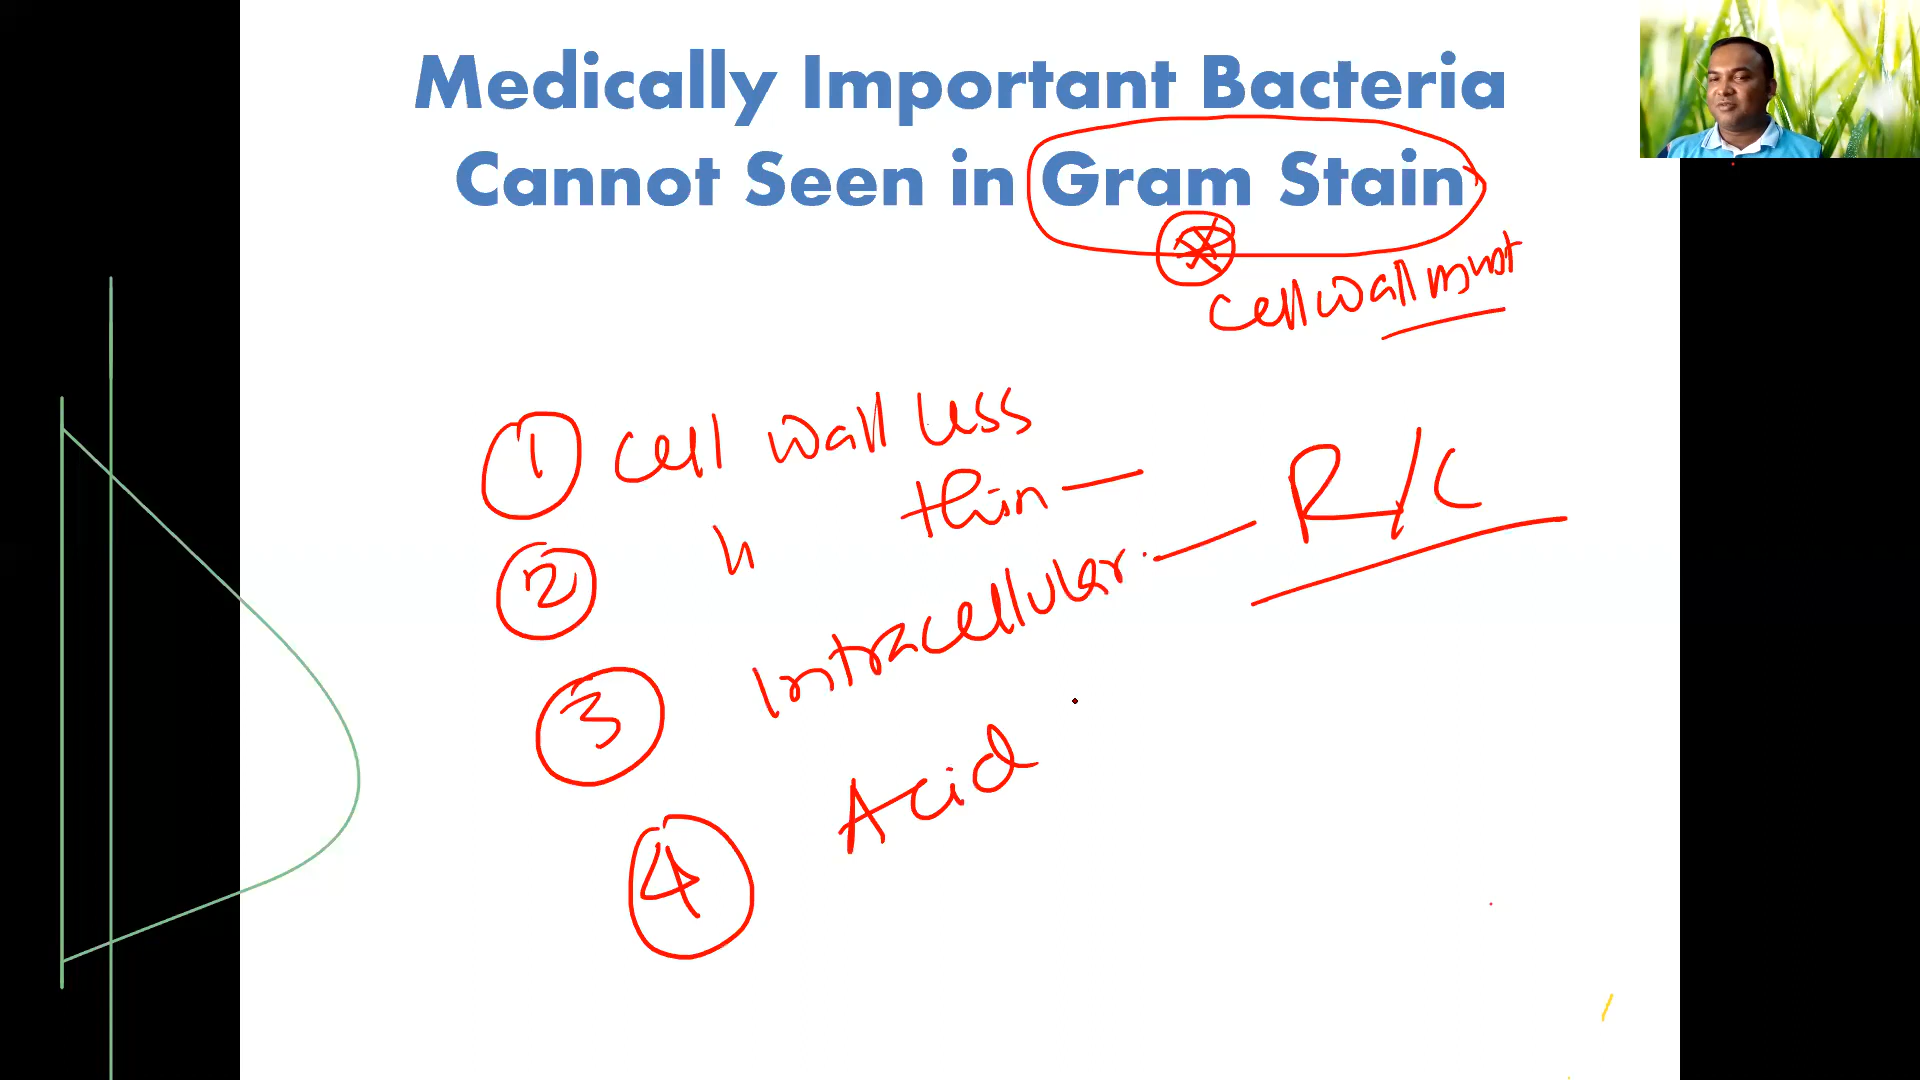 Medically Important Bacteria
Cannot Seen in Gram Stain
Cell wall must
1 Cell wall less
2 " thin —
3 Intracellular — R/C
4 Acid